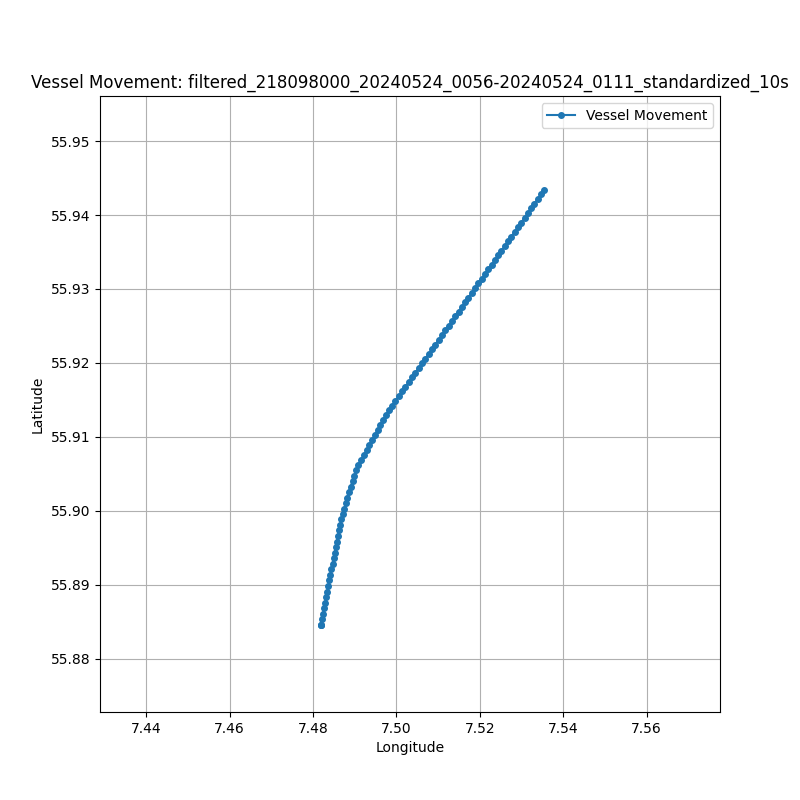 Vessel Movement: filtered_218098000_20240524_0056-20240524_0111_standardized_10s
Vessel Movement
55.95
55.94
55.93
55.92
55.91
55.90
55.89
55.88
Latitude
7.44 7.46 7.48 7.50 7.52 7.54 7.56
Longitude